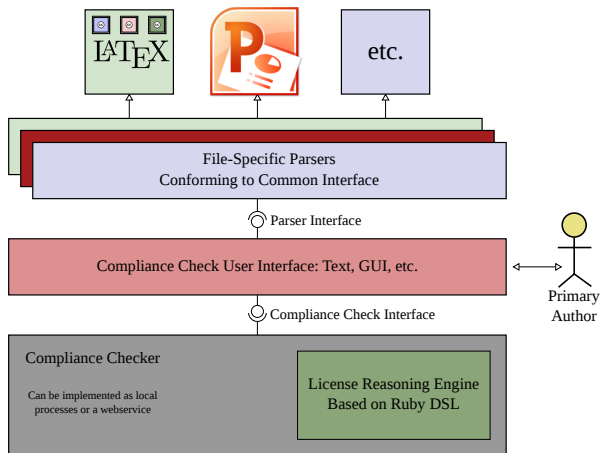 LATEX
P
etc.
File-Specific Parsers
Conforming to Common Interface
Parser Interface
Compliance Check User Interface: Text, GUI, etc.
Primary
Author
Compliance Check Interface
Compliance Checker
Can be implemented as local
processes or a webservice
License Reasoning Engine
Based on Ruby DSL